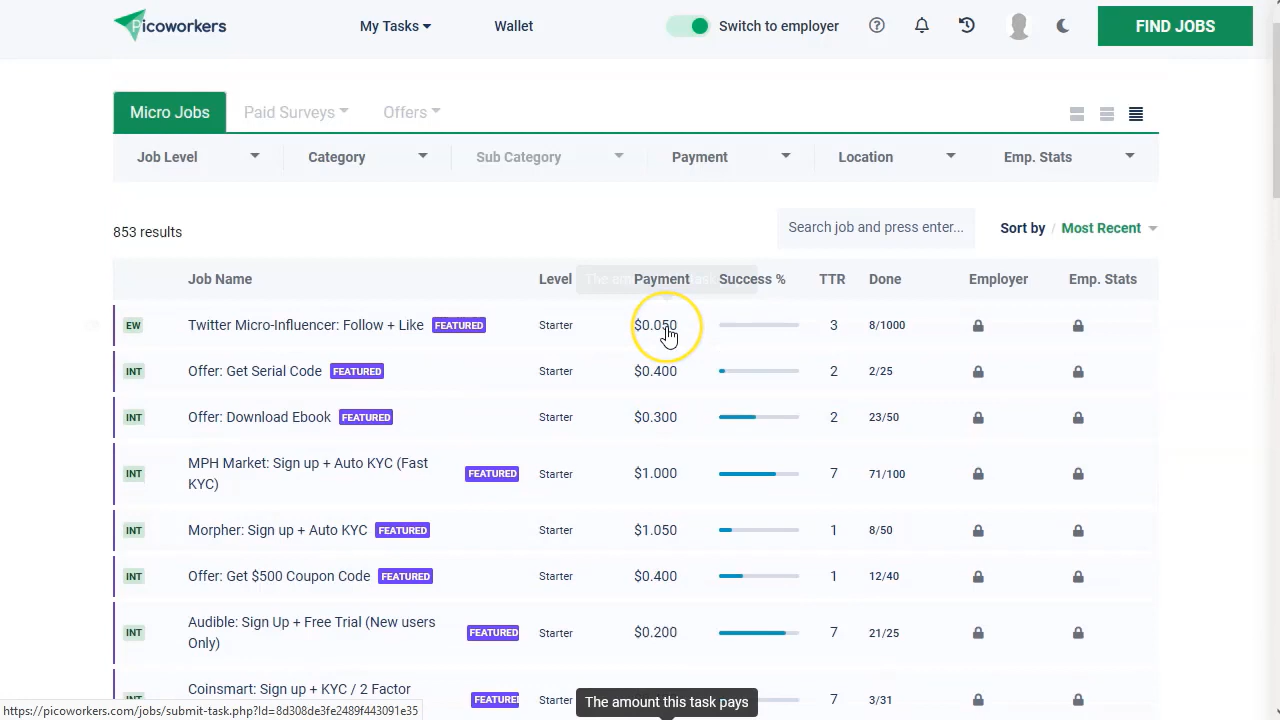 Picoworkers My Tasks Wallet Switch to employer FIND JOBS
Micro Jobs Paid Surveys Offers
Job Level Category Sub Category Payment Location Emp. Stats
853 results Search job and press enter... Sort by / Most Recent
Job Name Level Payment Success % TTR Done Employer Emp. Stats
EW Twitter Micro-Influencer: Follow + Like FEATURED Starter $0.050 3 8/1000
INT Offer: Get Serial Code FEATURED Starter $0.400 2 2/25
INT Offer: Download Ebook FEATURED Starter $0.300 2 23/50
INT MPH Market: Sign up + Auto KYC (Fast FEATURED Starter $1.000 7 71/100
KYC)
INT Morpher: Sign up + Auto KYC FEATURED Starter $1.050 1 8/50
INT Offer: Get $500 Coupon Code FEATURED Starter $0.400 1 12/40
INT Audible: Sign Up + Free Trial (New users FEATURED Starter $0.200 7 21/25
Only)
Coinsmart: Sign up + KYC / 2 Factor FEATURED Starter 7 3/31
The amount this task pays
https://picoworkers.com/jobs/submit-task.php?Id=8d308de3fe2489f443091e35